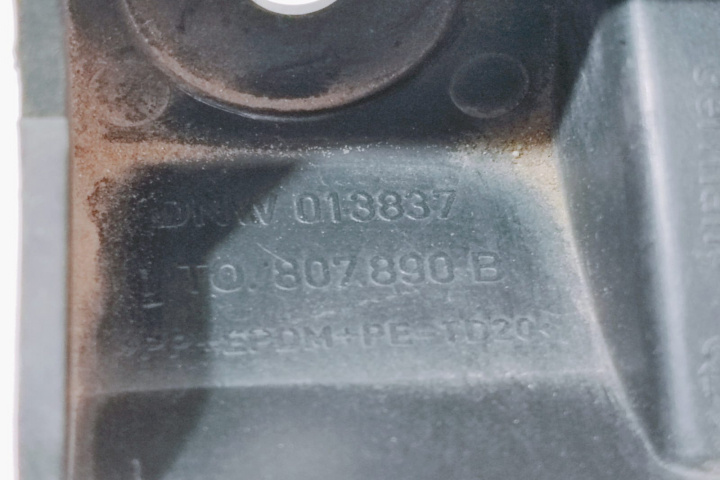 DNW 013837
1T0.807.890 B
>PP+EPDM+PE-TD20<